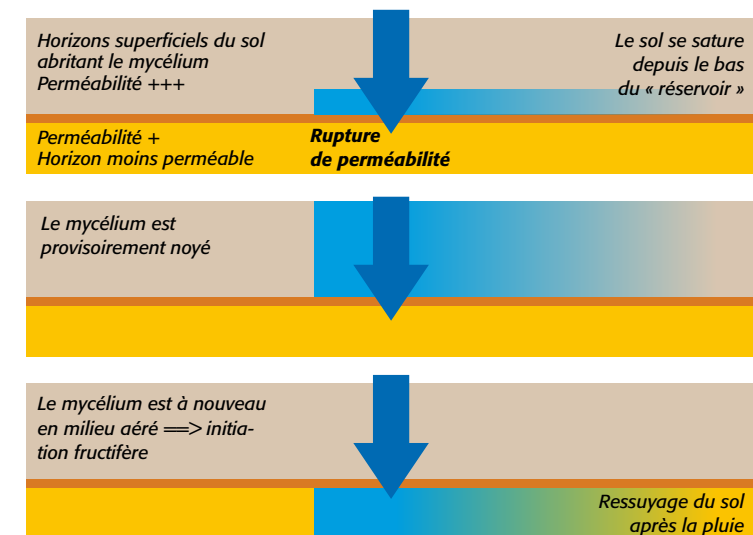 Horizons superficiels du sol
abritant le mycélium
Perméabilité +++
Le sol se sature
depuis le bas
du « réservoir »
Perméabilité +
Horizon moins perméable
Rupture
de perméabilité
Le mycélium est
provisoirement noyé
Le mycélium est à nouveau
en milieu aéré ==> initia-
tion fructifère
Ressuyage du sol
après la pluie